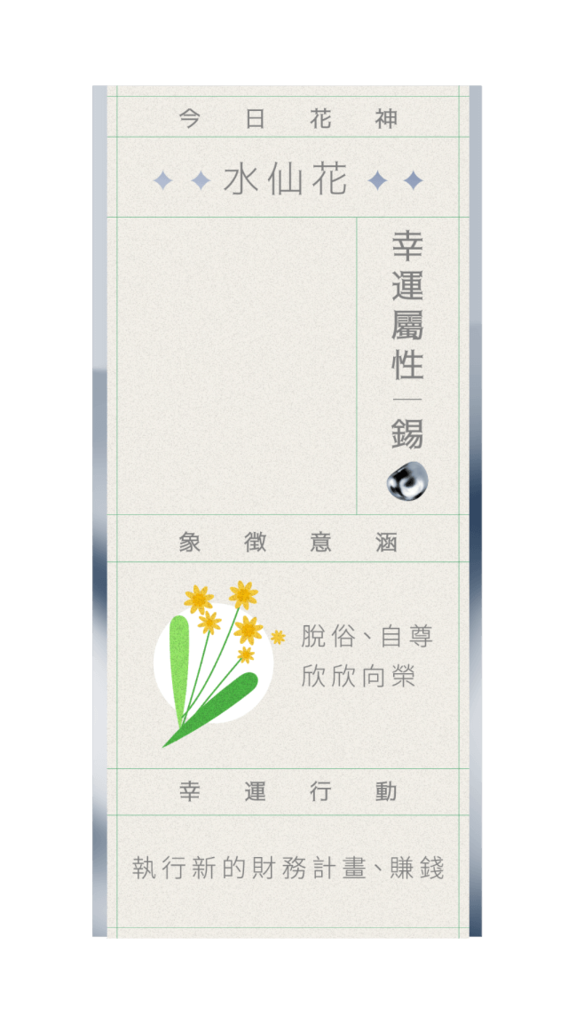 今日花神
水仙花
幸運屬性｜錫
象徵意涵
脫俗、自尊
欣欣向榮
幸運行動
執行新的財務計畫、賺錢